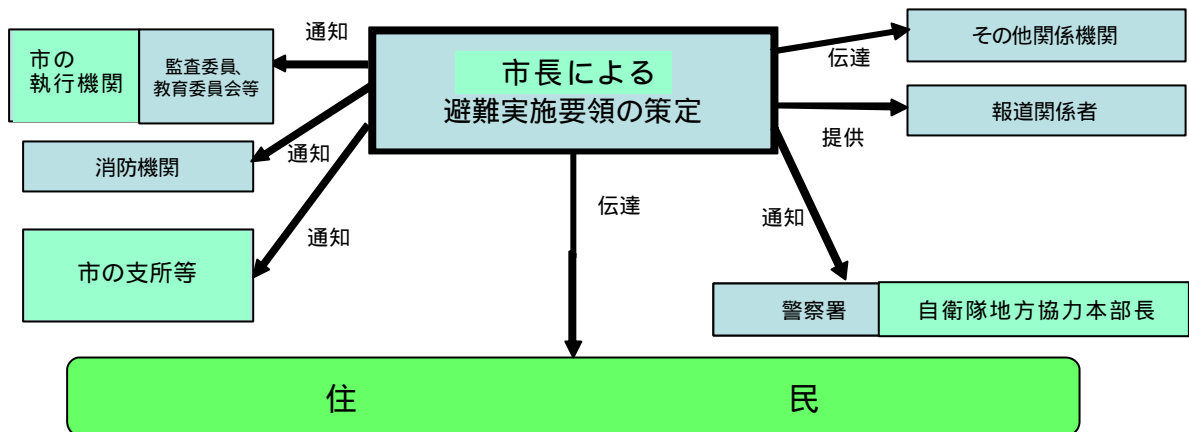 通知
市の
執行機関
監査委員、
教育委員会等
市長による
避難実施要領の策定
その他関係機関
伝達
報道関係者
提供
消防機関
通知
伝達
通知
通知
市の支所等
警察署
自衛隊地方協力本部長
住 民